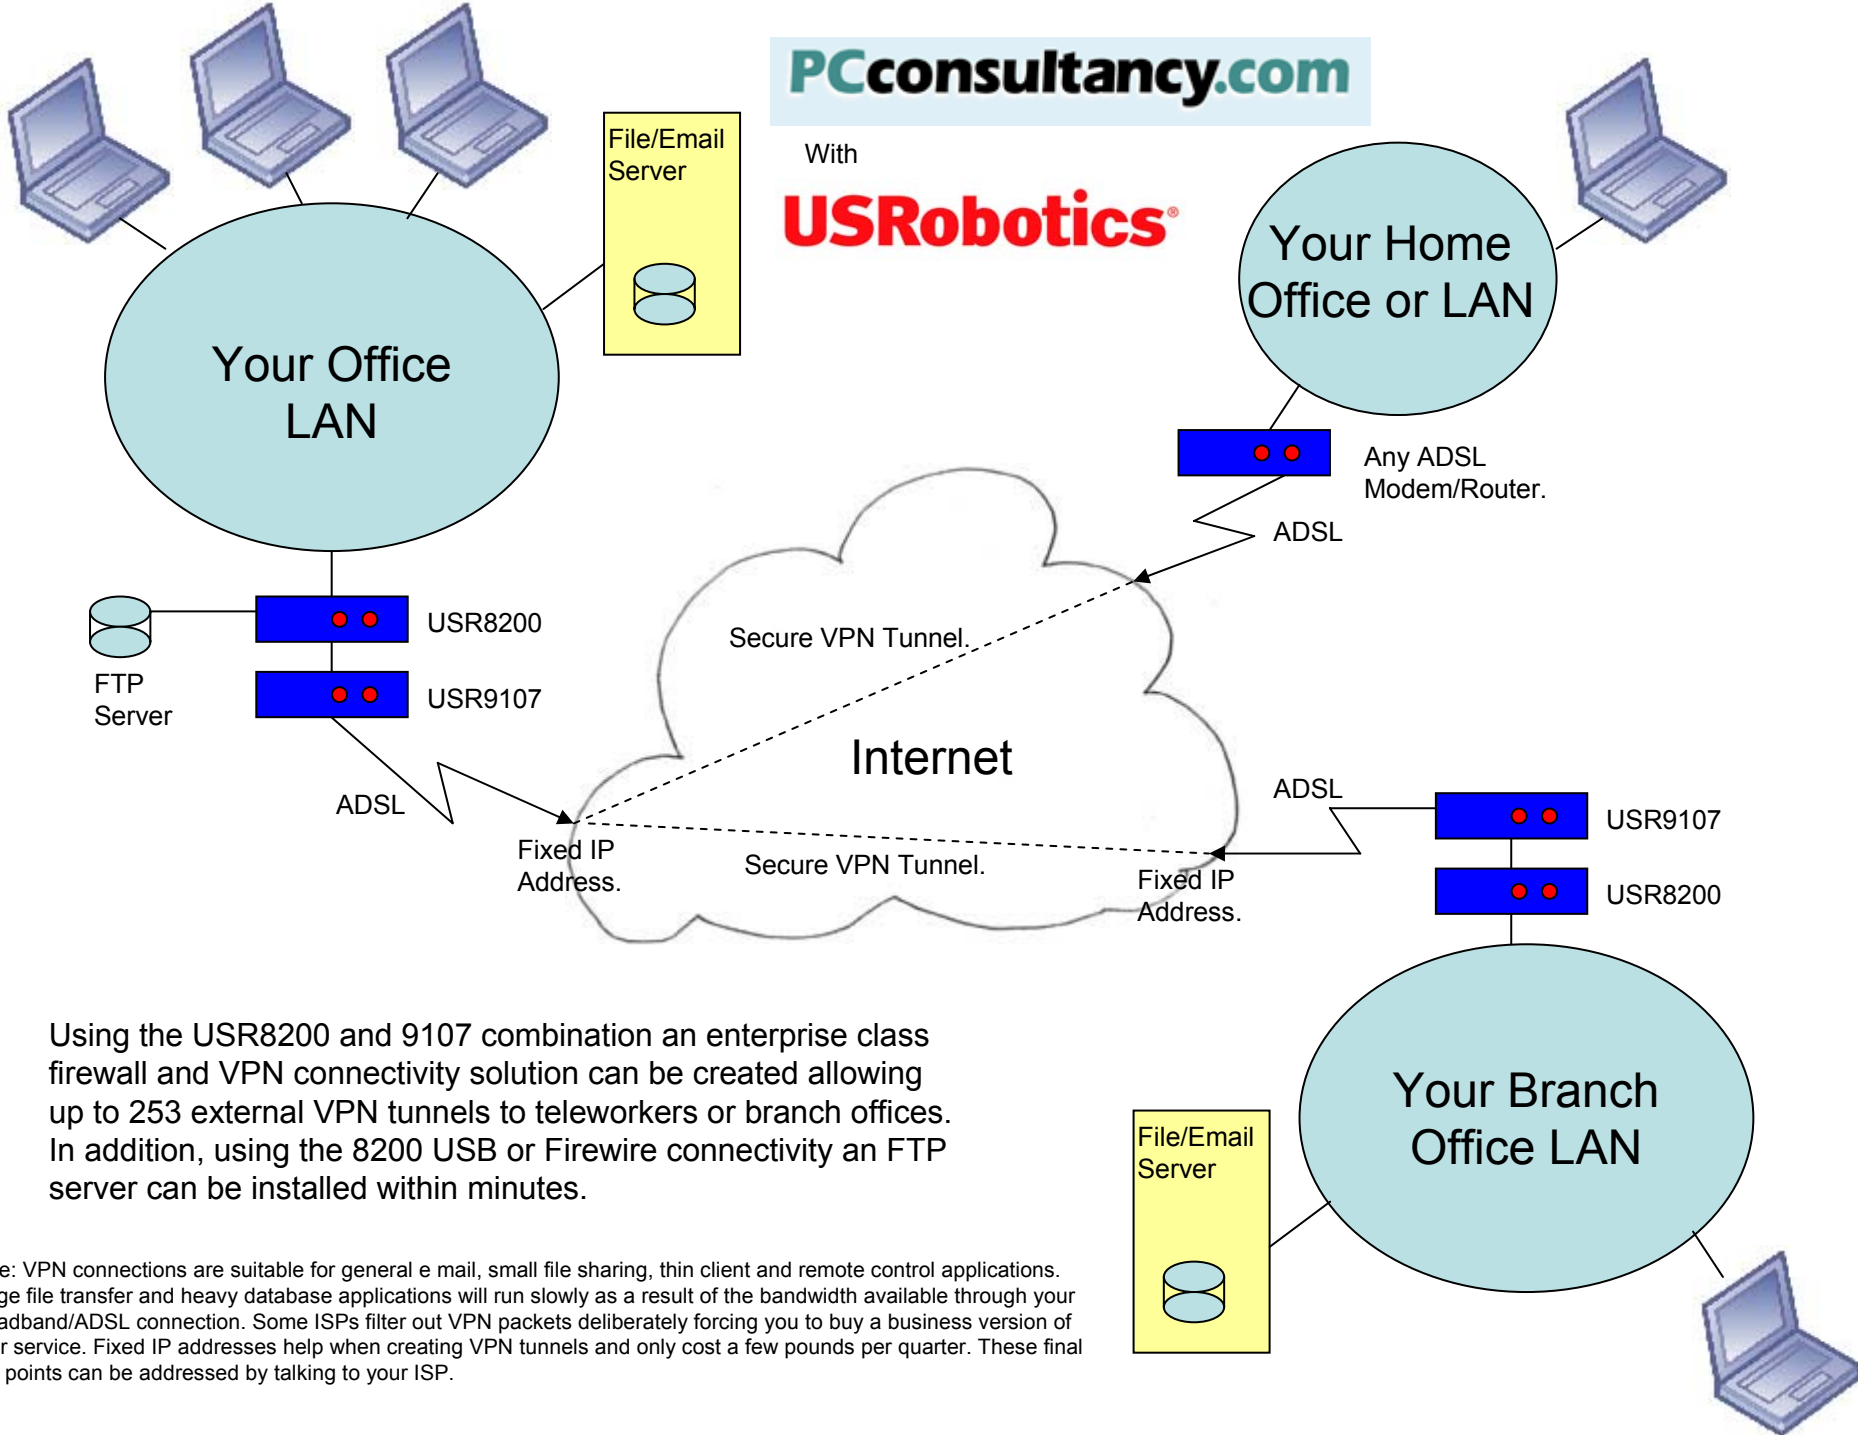 PCconsultancy.com
With
USRobotics®
File/Email
Server
Your Home
Office or LAN
Your Office
LAN
Any ADSL
Modem/Router.
ADSL
USR8200
FTP
Server
USR9107
Secure VPN Tunnel.
Internet
ADSL
Fixed IP
Address.
Secure VPN Tunnel.
ADSL
Fixed IP
Address.
USR9107
USR8200
Your Branch
Office LAN
File/Email
Server
Using the USR8200 and 9107 combination an enterprise class
firewall and VPN connectivity solution can be created allowing
up to 253 external VPN tunnels to teleworkers or branch offices.
In addition, using the 8200 USB or Firewire connectivity an FTP
server can be installed within minutes.
e: VPN connections are suitable for general e mail, small file sharing, thin client and remote control applications.
ge file transfer and heavy database applications will run slowly as a result of the bandwidth available through your
adband/ADSL connection. Some ISPs filter out VPN packets deliberately forcing you to buy a business version of
r service. Fixed IP addresses help when creating VPN tunnels and only cost a few pounds per quarter. These final
points can be addressed by talking to your ISP.